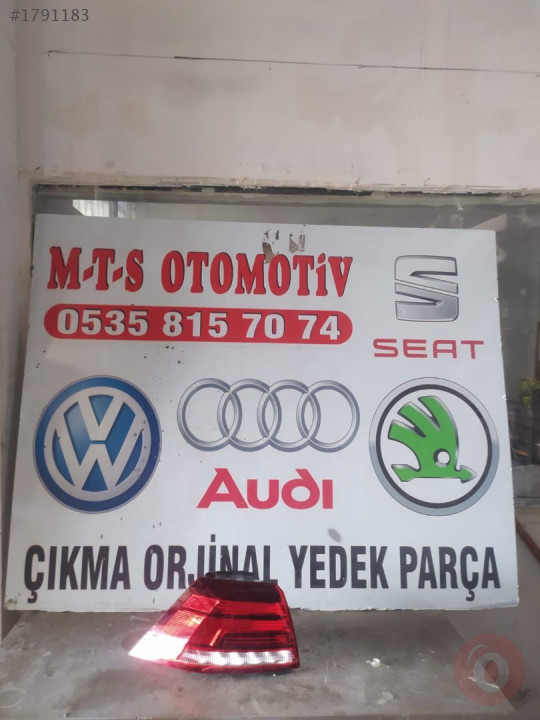 #1791183
M-T-S OTOMOTİV
0535 815 70 74
SEAT
Audi
ÇIKMA ORJİNAL YEDEK PARÇA